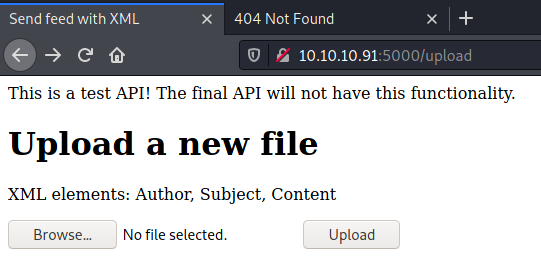 Send feed with XML
404 Not Found
10.10.10.91:5000/upload
This is a test API! The final API will not have this functionality.
Upload a new file
XML elements: Author, Subject, Content
Browse... No file selected. Upload